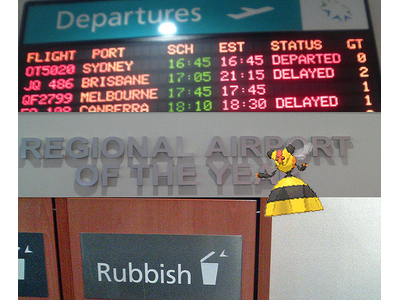 Departures
FLIGHT PORT SCH EST STATUS GT
OT5020 SYDNEY 16:45 16:45 DEPARTED 0
JQ 486 BRISBANE 17:05 21:15 DELAYED 2
QF2799 MELBOURNE 16:45 17:45 1
CANBERRA 18:10 18:30 DELAYED 1
REGIONAL AIRPORT
OF THE YEAR
Rubbish